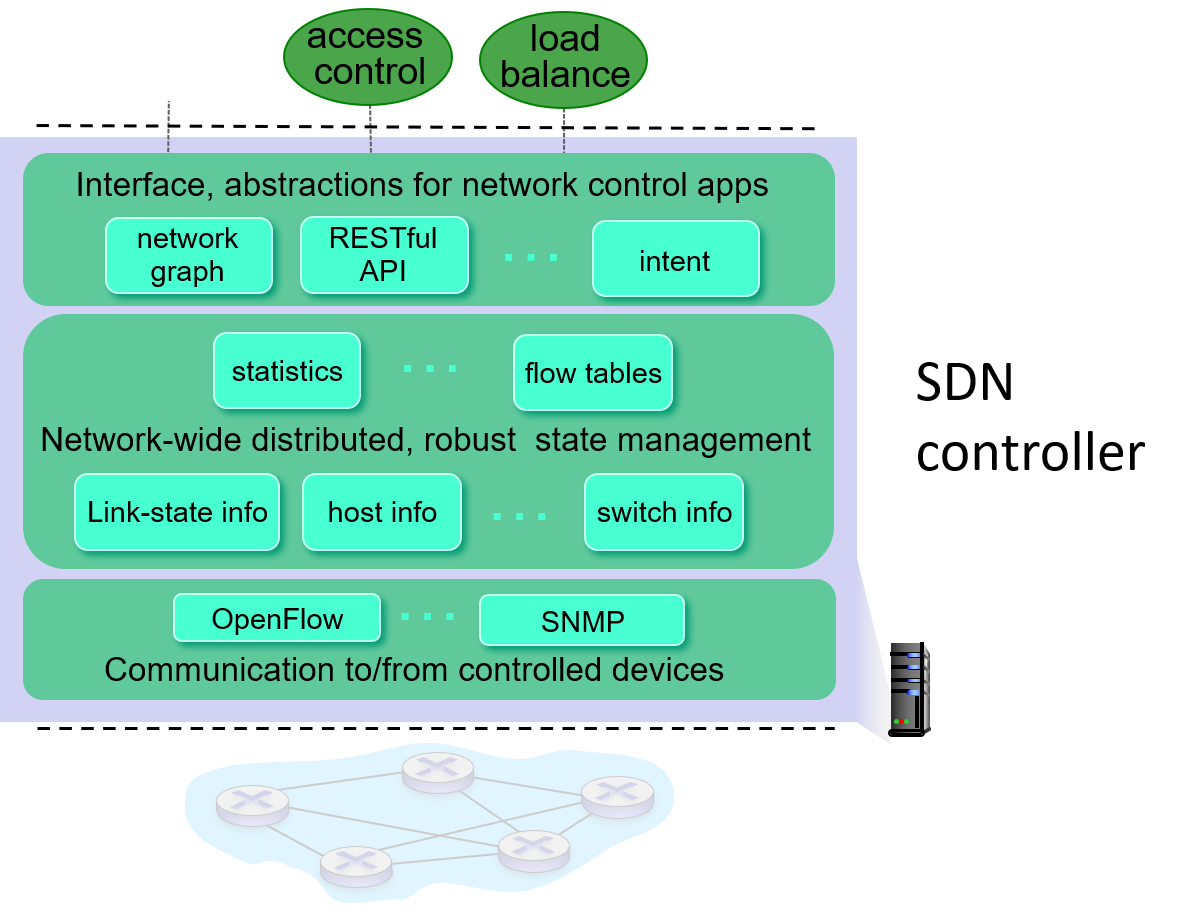 access
control
load
balance
Interface, abstractions for network control apps
network
graph
RESTful
API
. . .
intent
statistics
. . .
flow tables
Network-wide distributed, robust  state management
Link-state info
host info
. . .
switch info
OpenFlow
. . .
SNMP
Communication to/from controlled devices
SDN
controller